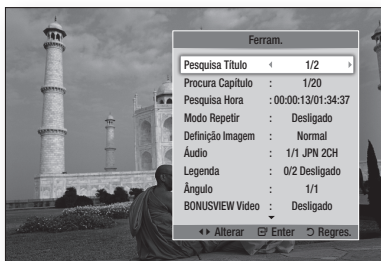 Ferram.
Pesquisa Título ◂ 1/2 ▸
Procura Capítulo : 1/20
Pesquisa Hora : 00:00:13/01:34:37
Modo Repetir : Desligado
Definição Imagem : Normal
Áudio : 1/1 JPN 2CH
Legenda : 0/2 Desligado
Ângulo : 1/1
BONUSVIEW Video : Desligado
◂▸ Alterar Enter Regres.